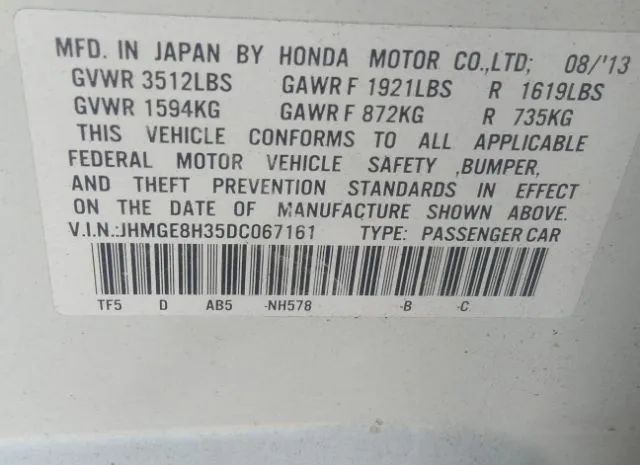 MFD. IN JAPAN BY HONDA MOTOR CO.,LTD; 08/'13
GVWR 3512LBS GAWR F 1921LBS R 1619LBS
GVWR 1594KG GAWR F 872KG R 735KG
THIS VEHICLE CONFORMS TO ALL APPLICABLE
FEDERAL MOTOR VEHICLE SAFETY ,BUMPER,
AND THEFT PREVENTION STANDARDS IN EFFECT
ON THE DATE OF MANUFACTURE SHOWN ABOVE.
V.I.N.:JHMGE8H35DC067161 TYPE: PASSENGER CAR
TF5 D AB5 -NH578 -B -C